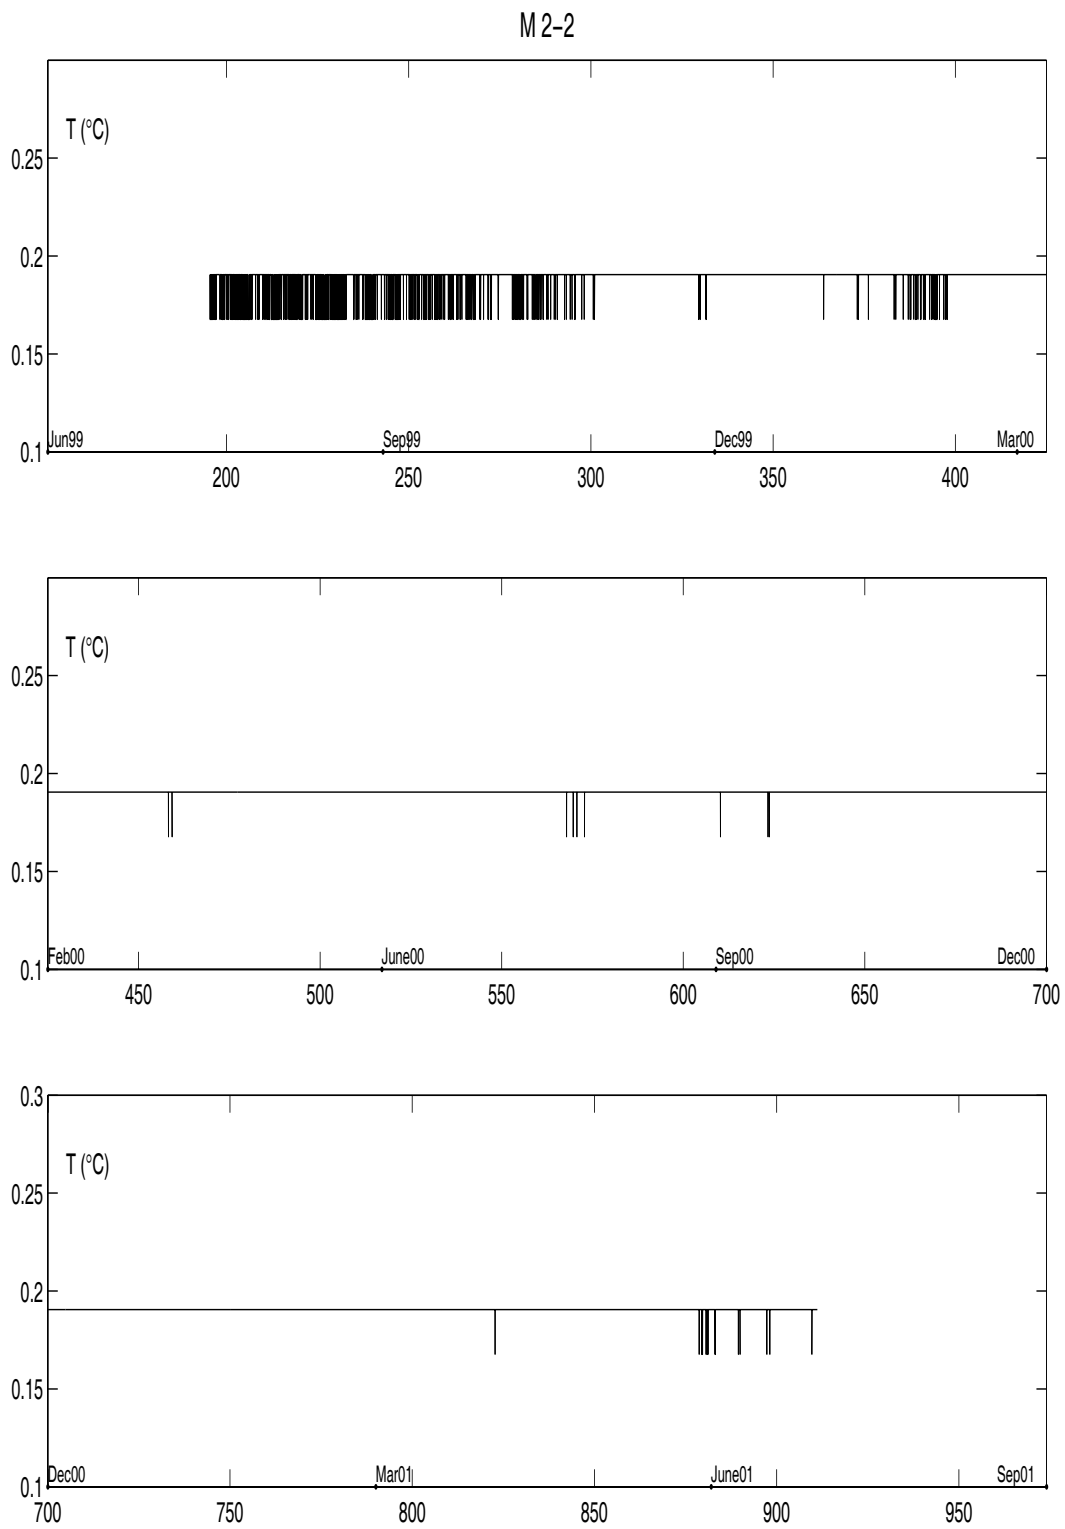 M 2−2
T (°C)
0.25
0.2
0.15
0.1
Jun99 Sep99 Dec99 Mar00
200 250 300 350 400
T (°C)
0.25
0.2
0.15
0.1
Feb00 June00 Sep00 Dec00
450 500 550 600 650 700
0.3
T (°C)
0.25
0.2
0.15
0.1
Dec00 Mar01 June01 Sep01
700 750 800 850 900 950